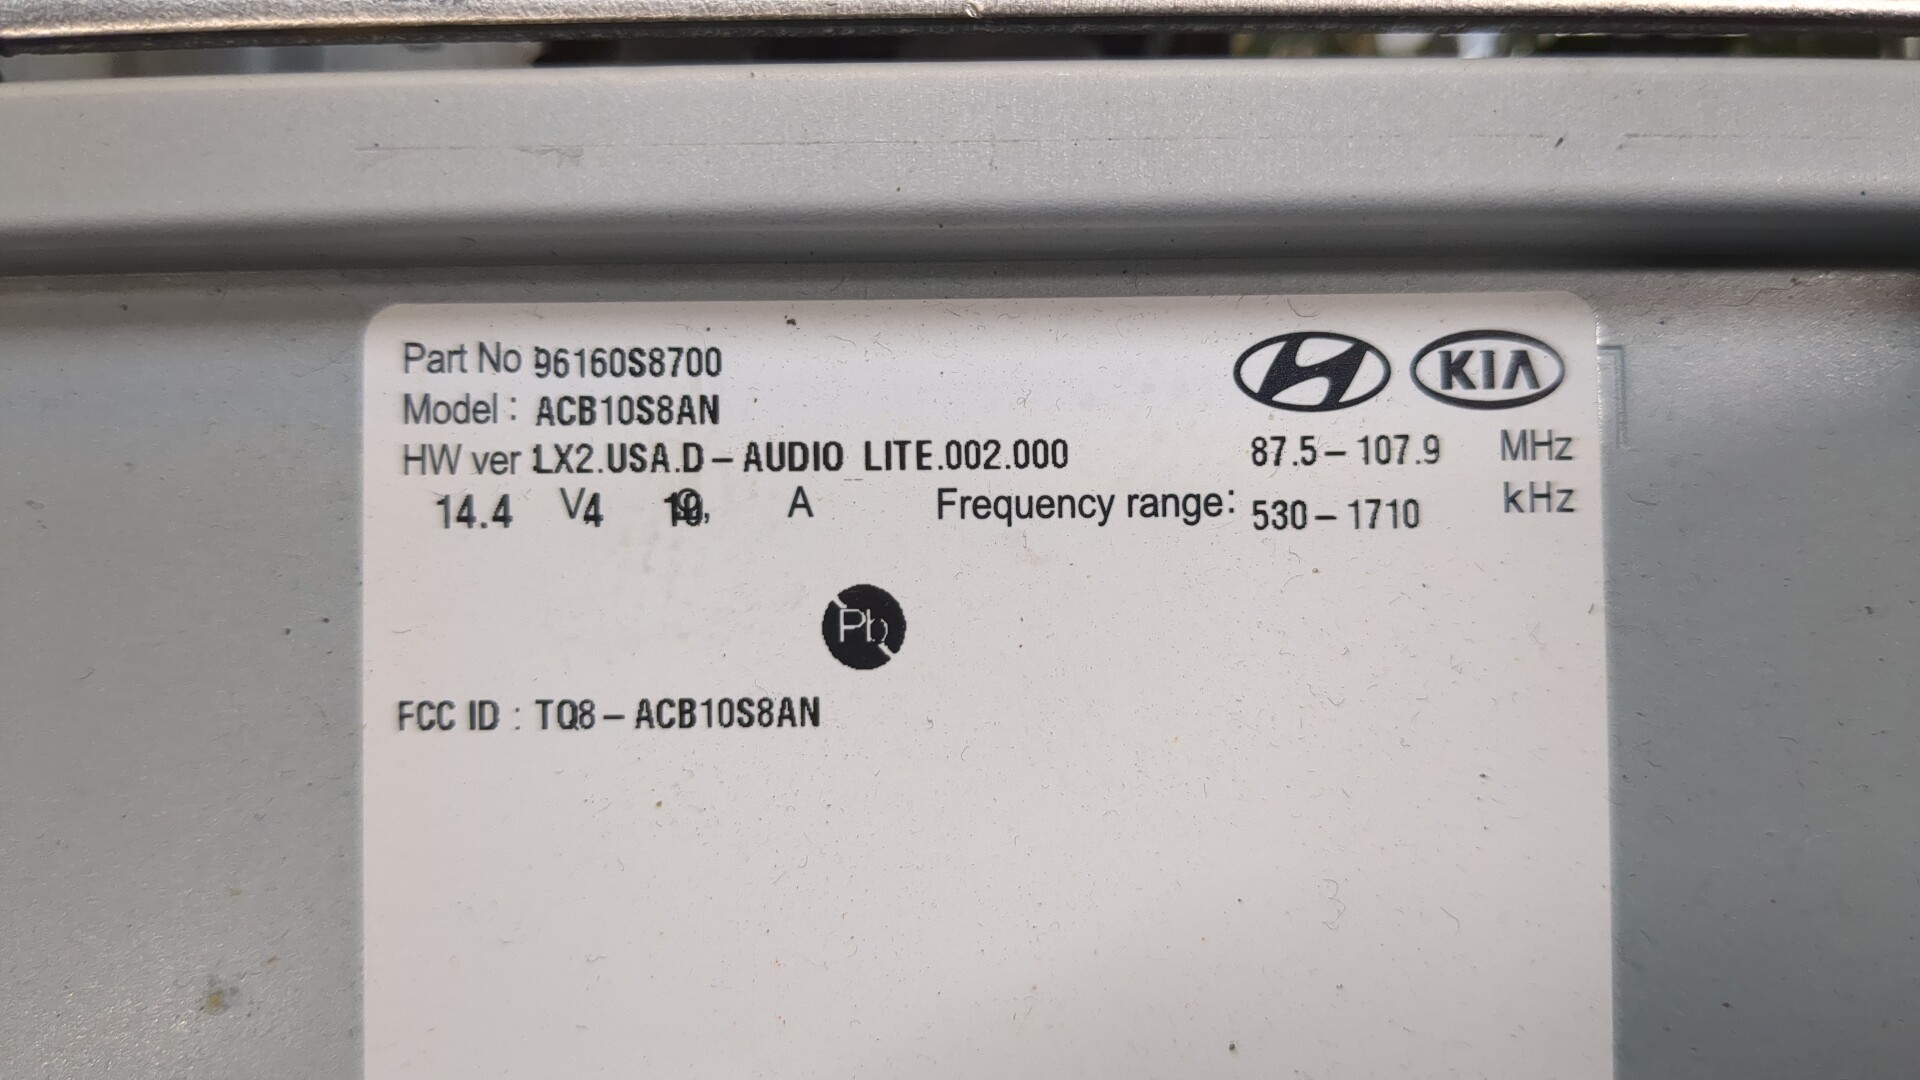 Part No 96160S8700
KIA
Model : ACB10S8AN
HW ver : LX2.USA.D-AUDIO_LITE.002.000
87.5-107.9 MHz
14.4 V 4 A
Frequency range: 530-1710 kHz
Pb
FCC ID : TQ8-ACB10S8AN